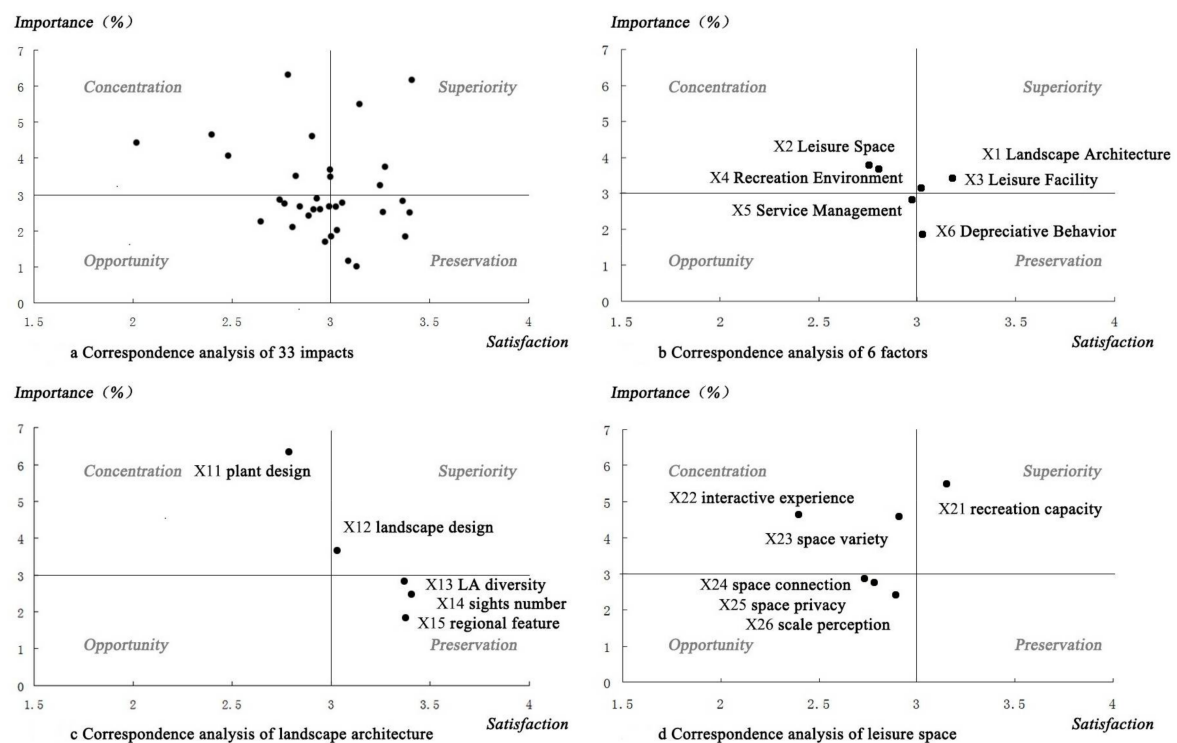 Importance（%）
7
6
5
4
3
2
1
0
Concentration
Superiority
Opportunity
Preservation
1.5 2 2.5 3 3.5 4
Satisfaction
a Correspondence analysis of 33 impacts
Importance（%）
7
6
5
4
3
2
1
0
Concentration
Superiority
X2 Leisure Space
X1 Landscape Architecture
X4 Recreation Environment
X3 Leisure Facility
X5 Service Management
X6 Depreciative Behavior
Opportunity
Preservation
1.5 2 2.5 3 3.5 4
Satisfaction
b Correspondence analysis of 6 factors
Importance（%）
7
6
5
4
3
2
1
0
Concentration
Superiority
X11 plant design
X12 landscape design
X13 LA diversity
X14 sights number
X15 regional feature
Opportunity
Preservation
1.5 2 2.5 3 3.5 4
Satisfaction
c Correspondence analysis of landscape architecture
Importance（%）
7
6
5
4
3
2
1
0
Concentration
Superiority
X22 interactive experience
X21 recreation capacity
X23 space variety
X24 space connection
X25 space privacy
X26 scale perception
Opportunity
Preservation
1.5 2 2.5 3 3.5 4
Satisfaction
d Correspondence analysis of leisure space